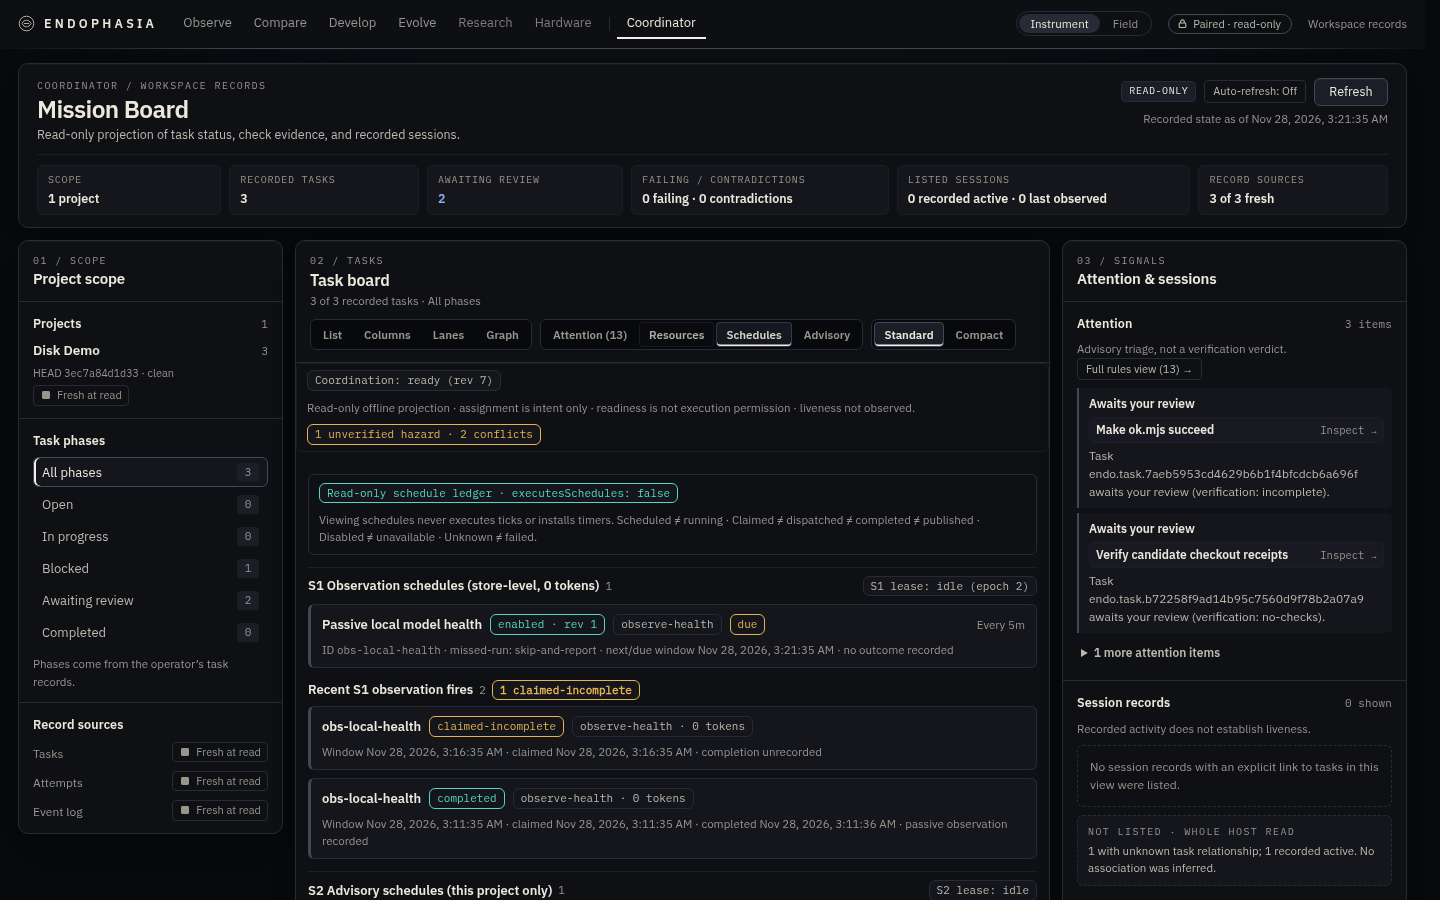 ENDOPHASIA
Observe Compare Develop Evolve Research Hardware Coordinator
Instrument Field
Paired · read-only
Workspace records
COORDINATOR / WORKSPACE RECORDS
Mission Board
Read-only projection of task status, check evidence, and recorded sessions.
READ-ONLY Auto-refresh: Off Refresh
Recorded state as of Nov 28, 2026, 3:21:35 AM
SCOPE
1 project
RECORDED TASKS
3
AWAITING REVIEW
2
FAILING / CONTRADICTIONS
0 failing · 0 contradictions
LISTED SESSIONS
0 recorded active · 0 last observed
RECORD SOURCES
3 of 3 fresh
01 / SCOPE
Project scope
Projects 1
Disk Demo 3
HEAD 3ec7a84d1d33 · clean
Fresh at read
Task phases
All phases 3
Open 0
In progress 0
Blocked 1
Awaiting review 2
Completed 0
Phases come from the operator's task
records.
Record sources
Tasks Fresh at read
Attempts Fresh at read
Event log Fresh at read
02 / TASKS
Task board
3 of 3 recorded tasks · All phases
List Columns Lanes Graph Attention (13) Resources Schedules Advisory Standard Compact
Coordination: ready (rev 7)
Read-only offline projection · assignment is intent only · readiness is not execution permission · liveness not observed.
1 unverified hazard · 2 conflicts
Read-only schedule ledger · executesSchedules: false
Viewing schedules never executes ticks or installs timers. Scheduled ≠ running · Claimed ≠ dispatched ≠ completed ≠ published ·
Disabled ≠ unavailable · Unknown ≠ failed.
S1 Observation schedules (store-level, 0 tokens) 1 S1 lease: idle (epoch 2)
Passive local model health enabled · rev 1 observe-health due Every 5m
ID obs-local-health · missed-run: skip-and-report · next/due window Nov 28, 2026, 3:21:35 AM · no outcome recorded
Recent S1 observation fires 2 1 claimed-incomplete
obs-local-health claimed-incomplete observe-health · 0 tokens
Window Nov 28, 2026, 3:16:35 AM · claimed Nov 28, 2026, 3:16:35 AM · completion unrecorded
obs-local-health completed observe-health · 0 tokens
Window Nov 28, 2026, 3:11:35 AM · claimed Nov 28, 2026, 3:11:35 AM · completed Nov 28, 2026, 3:11:36 AM · passive observation
recorded
S2 Advisory schedules (this project only) 1 S2 lease: idle
03 / SIGNALS
Attention & sessions
Attention 3 items
Advisory triage, not a verification verdict.
Full rules view (13) →
Awaits your review
Make ok.mjs succeed Inspect →
Task
endo.task.7aeb5953cd4629b6b1f4bfcdcb6a696f
awaits your review (verification: incomplete).
Awaits your review
Verify candidate checkout receipts Inspect →
Task
endo.task.b72258f9ad14b95c7560d9f78b2a07a9
awaits your review (verification: no-checks).
▶ 1 more attention items
Session records 0 shown
Recorded activity does not establish liveness.
No session records with an explicit link to tasks in this
view were listed.
NOT LISTED · WHOLE HOST READ
1 with unknown task relationship; 1 recorded active. No
association was inferred.